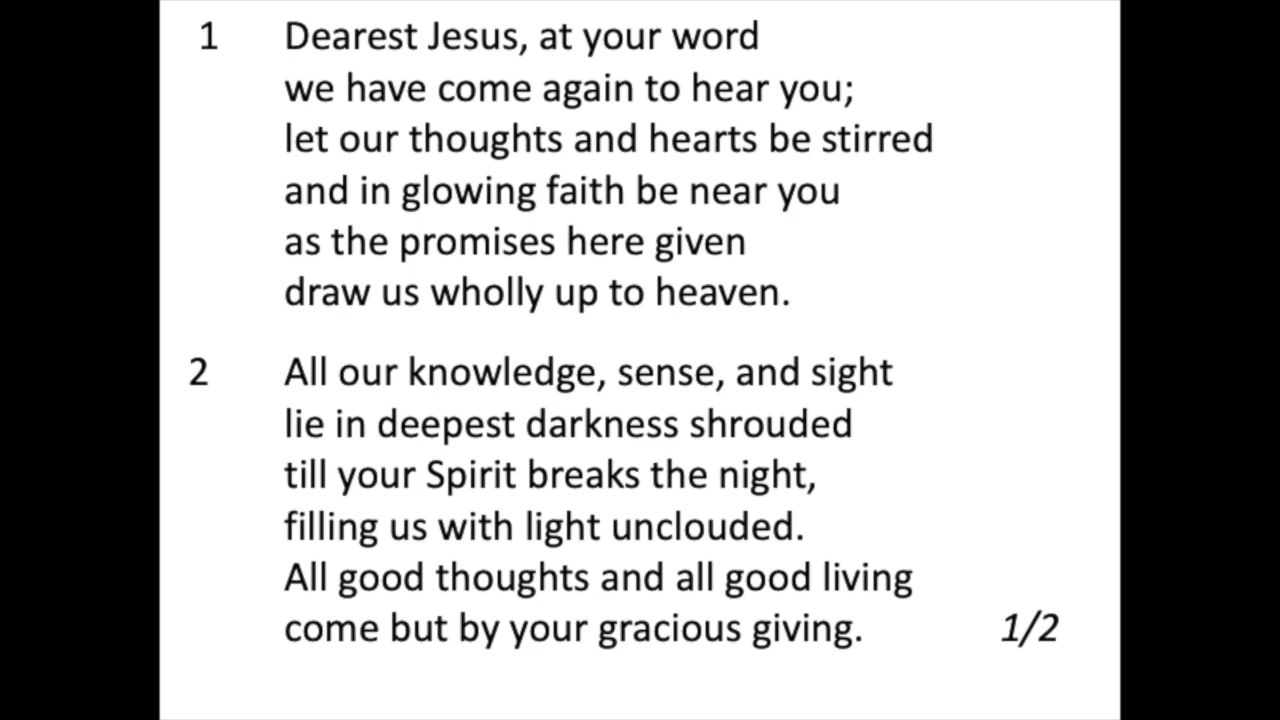 1 Dearest Jesus, at your word
we have come again to hear you;
let our thoughts and hearts be stirred
and in glowing faith be near you
as the promises here given
draw us wholly up to heaven.
2 All our knowledge, sense, and sight
lie in deepest darkness shrouded
till your Spirit breaks the night,
filling us with light unclouded.
All good thoughts and all good living
come but by your gracious giving. 1/2